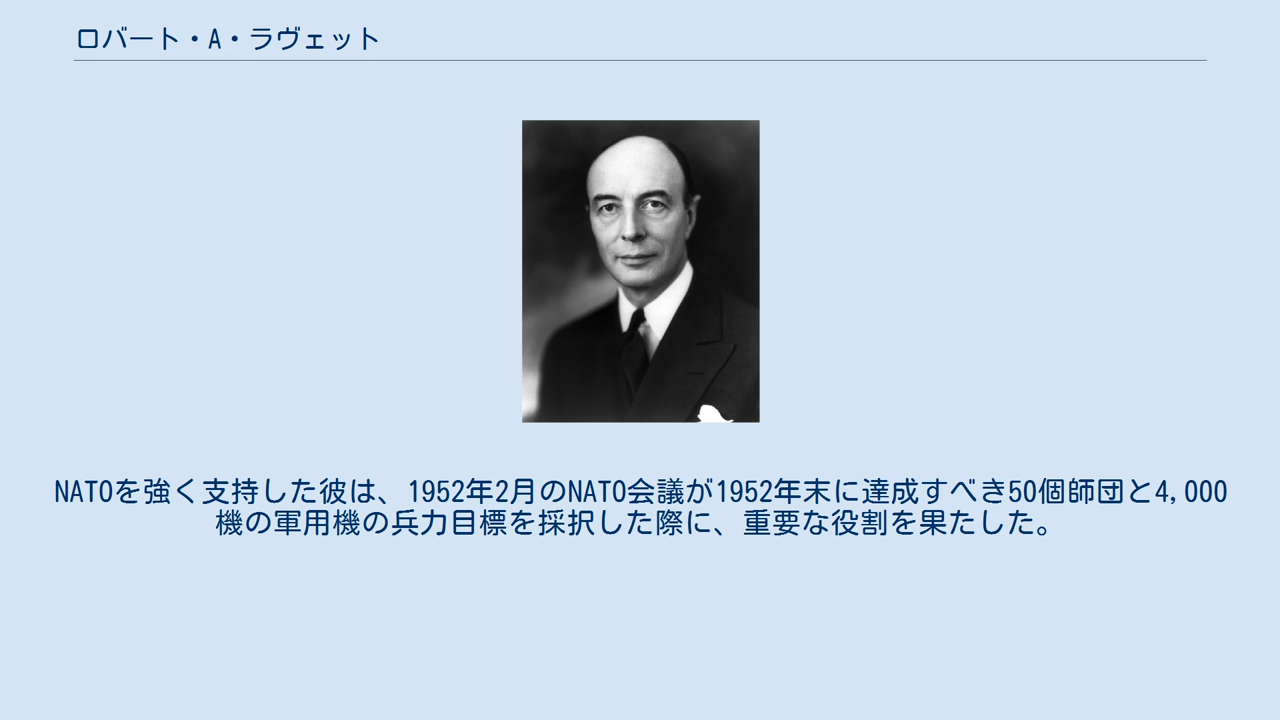 ロバート・A・ラヴェット
NATOを強く支持した彼は、1952年2月のNATO会議が1952年末に達成すべき50個師団と4,000
機の軍用機の兵力目標を採択した際に、重要な役割を果たした。